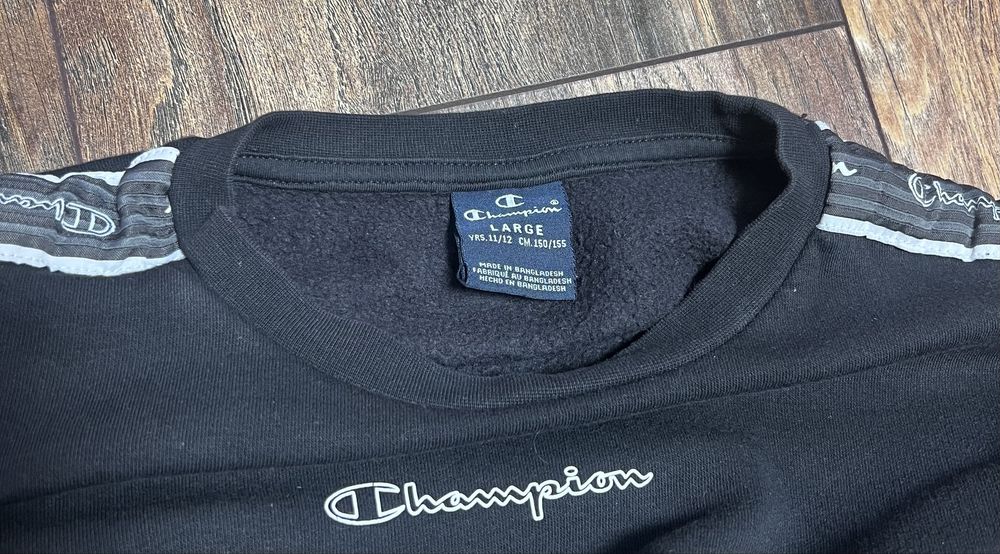 Champion
Champion
n
Champion®
LARGE
YRS.11/12 CM.150/155
MADE IN BANGLADESH
FABRIQUÉ AU BANGLADESH
HECHO EN BANGLADESH
Champion